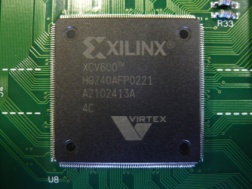 R33
XILINX
XCV600™
HQ240AFP0221
A2102413A
4C
VIRTEX
U8